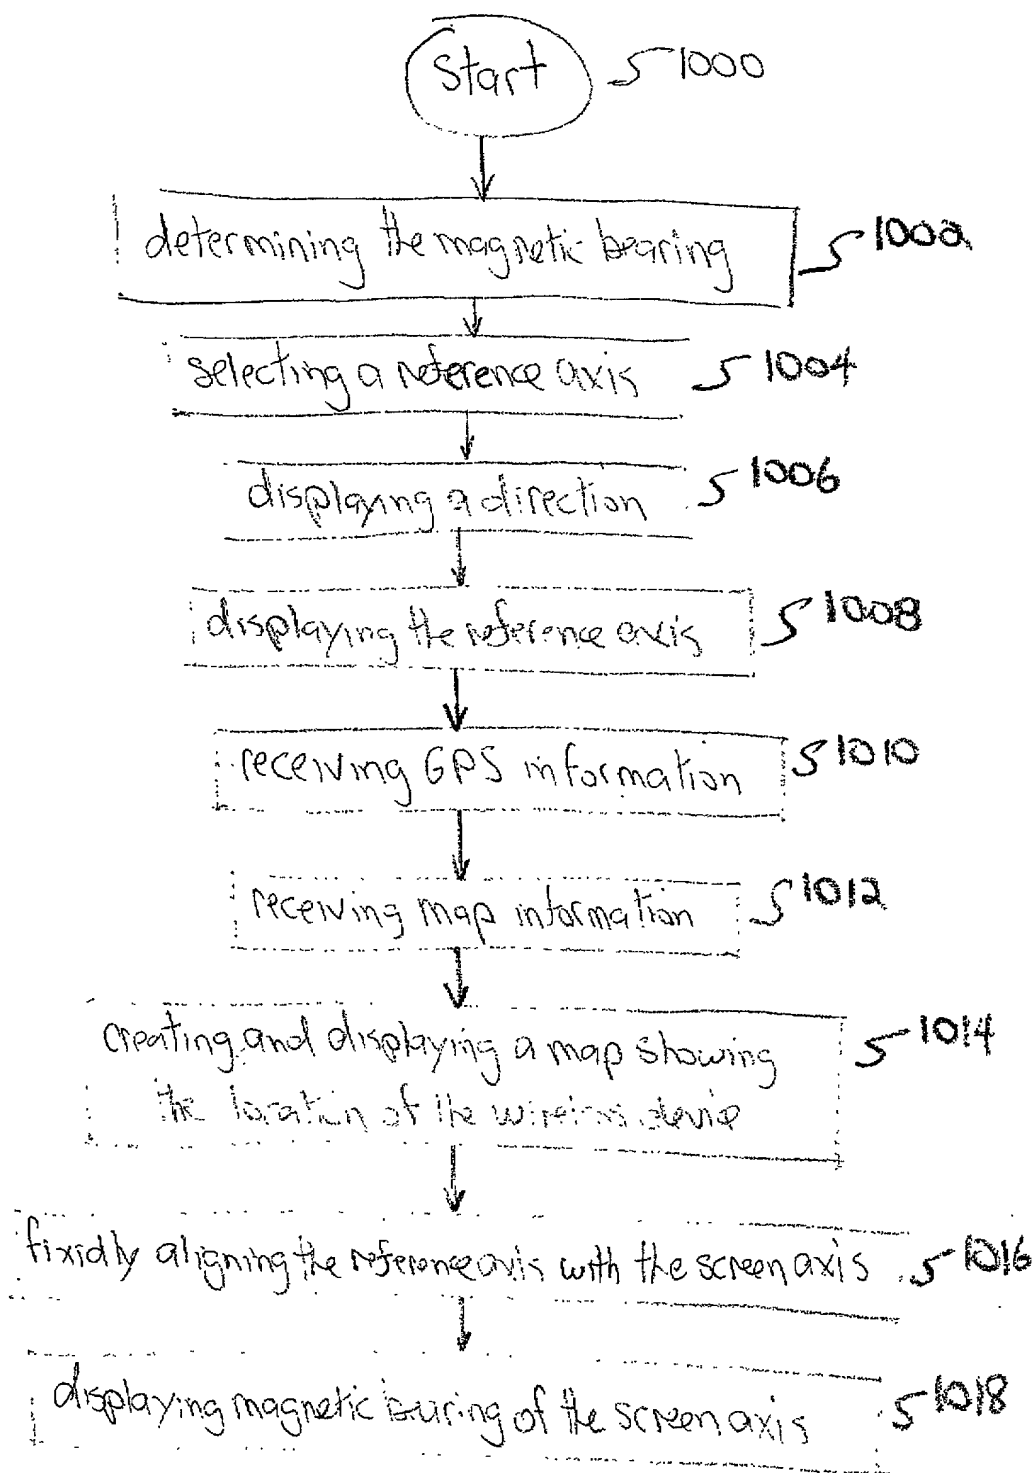 Start 1000
determining the magnetic bearing 1002
selecting a reference axis 1004
displaying a direction 1006
displaying the reference axis 1008
receiving GPS information 1010
receiving map information 1012
creating and displaying a map showing 1014
the location of the wireless device
fixidly aligning the reference axis with the screen axis 1016
displaying magnetic bearing of the screen axis 1018